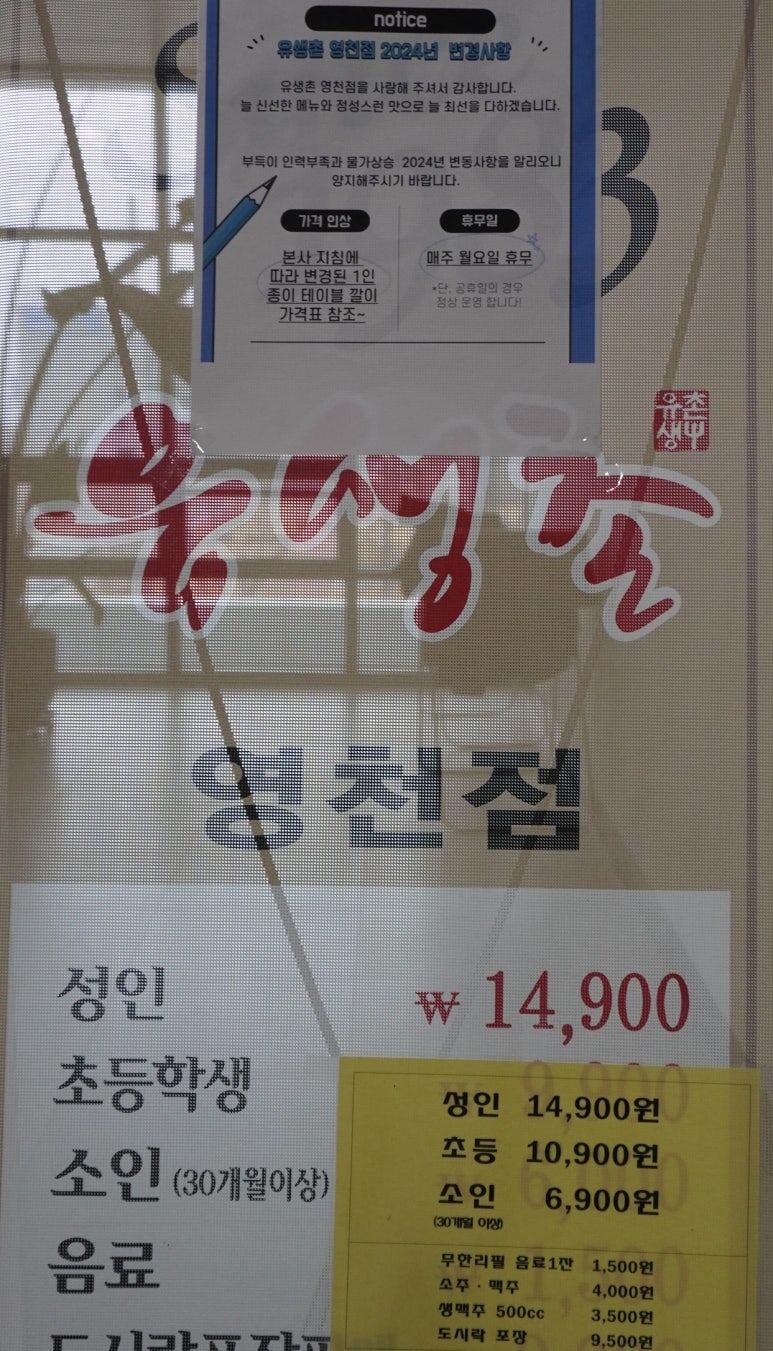 notice
유생촌 영천점 2024년 변경사항
유생촌 영천점을 사랑해 주셔서 감사합니다.
늘 신선한 메뉴와 정성스런 맛으로 늘 최선을 다하겠습니다.
부득이 인력부족과 물가상승 2024년 변동사항을 알리오니
양지해주시기 바랍니다.
가격 인상
본사 지침에
따라 변경된 1인
종이 테이블 깔이
가격표 참조~
휴무일
매주 월요일 휴무
*단, 공휴일의 경우
정상 운영 합니다!
유생촌
유생촌
영천점
성인 ₩ 14,900
초등학생 9,900
소인 (30개월이상)
음료 1,500
성인 14,900원
초등 10,900원
소인 6,900원
(30개월 이상)
무한리필 음료1잔 1,500원
소주 · 맥주 4,000원
생맥주 500cc 3,500원
도시락 포장 9,500원